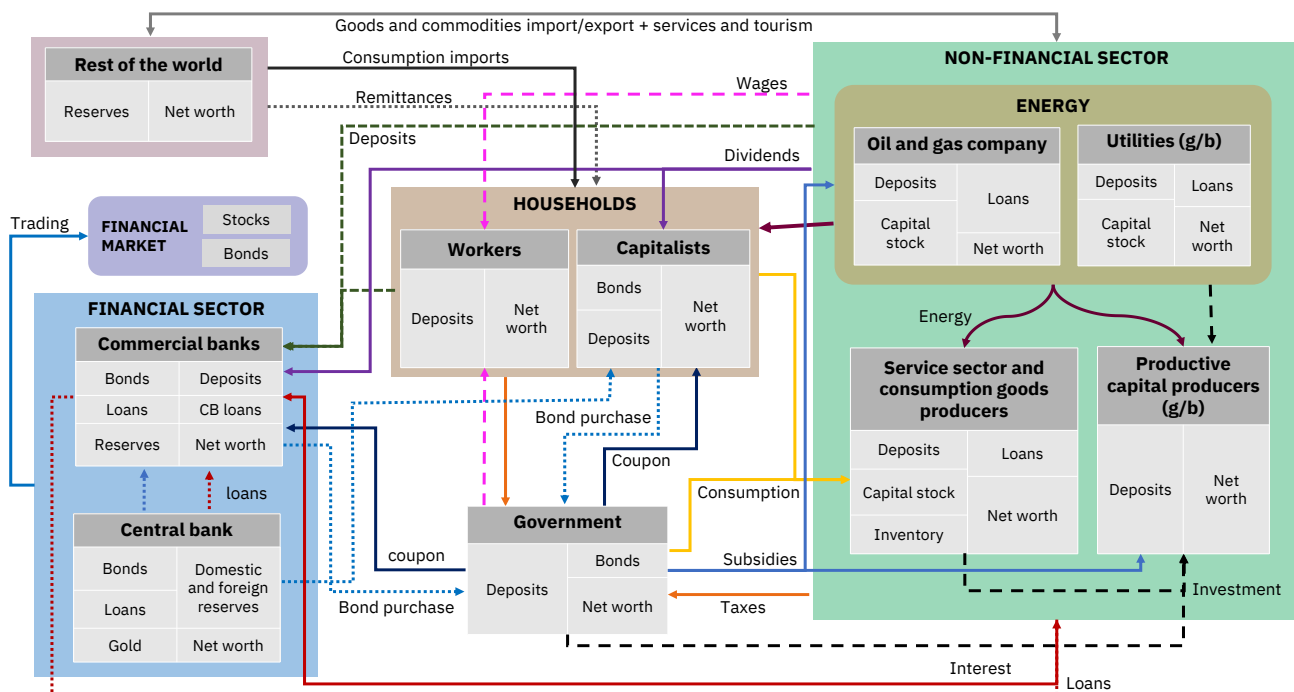 Goods and commodities import/export + services and tourism
Rest of the world
Reserves
Net worth
Consumption imports
Remittances
Deposits
Wages
Dividends
NON-FINANCIAL SECTOR
ENERGY
Oil and gas company
Deposits
Capital
stock
Loans
Net worth
Utilities (g/b)
Deposits
Capital
stock
Loans
Net
worth
Trading
FINANCIAL
MARKET
Stocks
Bonds
HOUSEHOLDS
Workers
Deposits
Net
worth
Capitalists
Bonds
Deposits
Net
worth
FINANCIAL SECTOR
Commercial banks
Bonds
Deposits
Loans
CB loans
Reserves
Net worth
loans
Central bank
Bonds
Loans
Gold
Domestic
and foreign
reserves
Net worth
Energy
Service sector and
consumption goods
producers
Deposits
Capital stock
Inventory
Loans
Net worth
Productive
capital producers
(g/b)
Deposits
Net
worth
Bond purchase
Coupon
Consumption
Government
Deposits
Bonds
Net worth
coupon
Bond purchase
Subsidies
Taxes
Investment
Interest
Loans